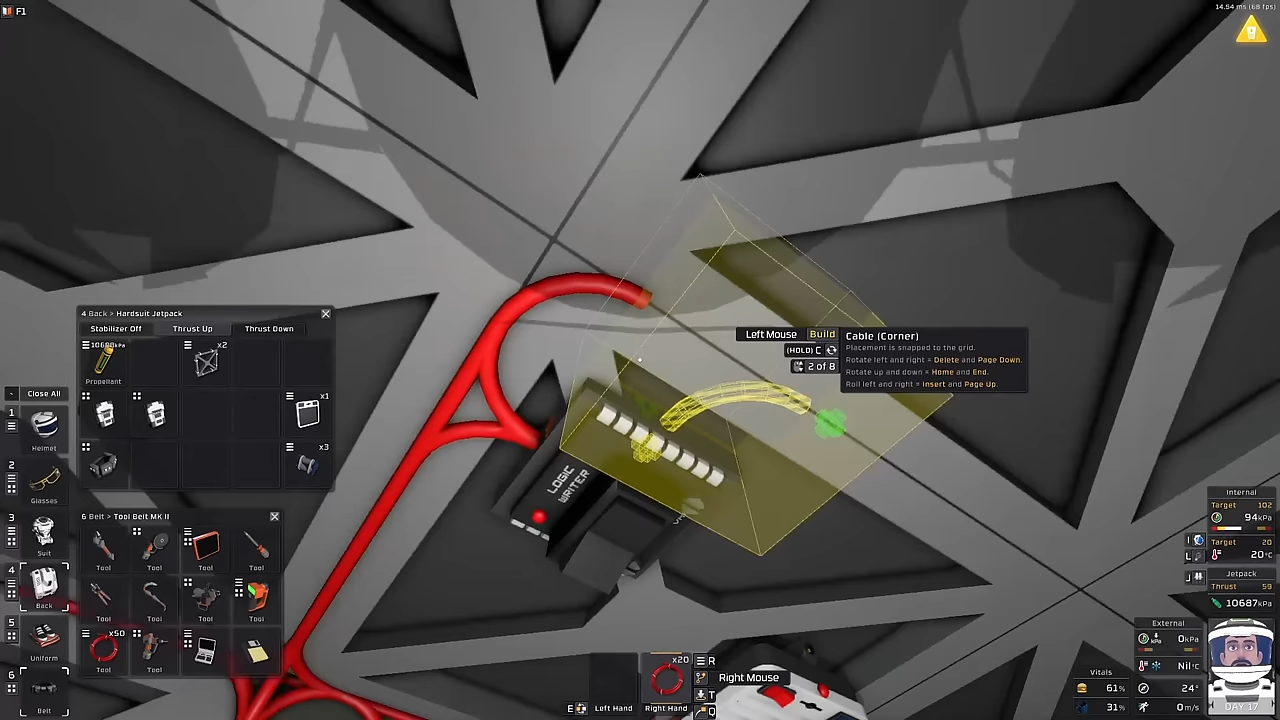 F1
14.54 ms (68 fps)
4 Back > Hardsuit Jetpack
Stabilizer Off
Thrust Up
Thrust Down
x2
Propellant
x1
x3
Close All
1
Helmet
2
Glasses
3
Suit
4
Back
5
Uniform
6
Belt
6 Belt > Tool Belt MK II
Tool
Tool
Tool
Tool
Tool
Tool
Tool
Tool
x50
Tool
Tool
LOGIC
WRITER
Left Mouse
Build
(HOLD) C
2 of 8
Cable (Corner)
Placement is snapped to the grid.
Rotate left and right = Delete and Page Down.
Rotate up and down = Home and End.
Roll left and right = Insert and Page Up.
E
Left Hand
x20
Right Hand
R
T
Q
Right Mouse
Internal
Target 102
94kPa
Target 20
20°C
Jetpack
Thrust 59
10687kPa
External
0kPa
Nil°C
24°
0m/s
Vitals
61%
31%
DAY 17